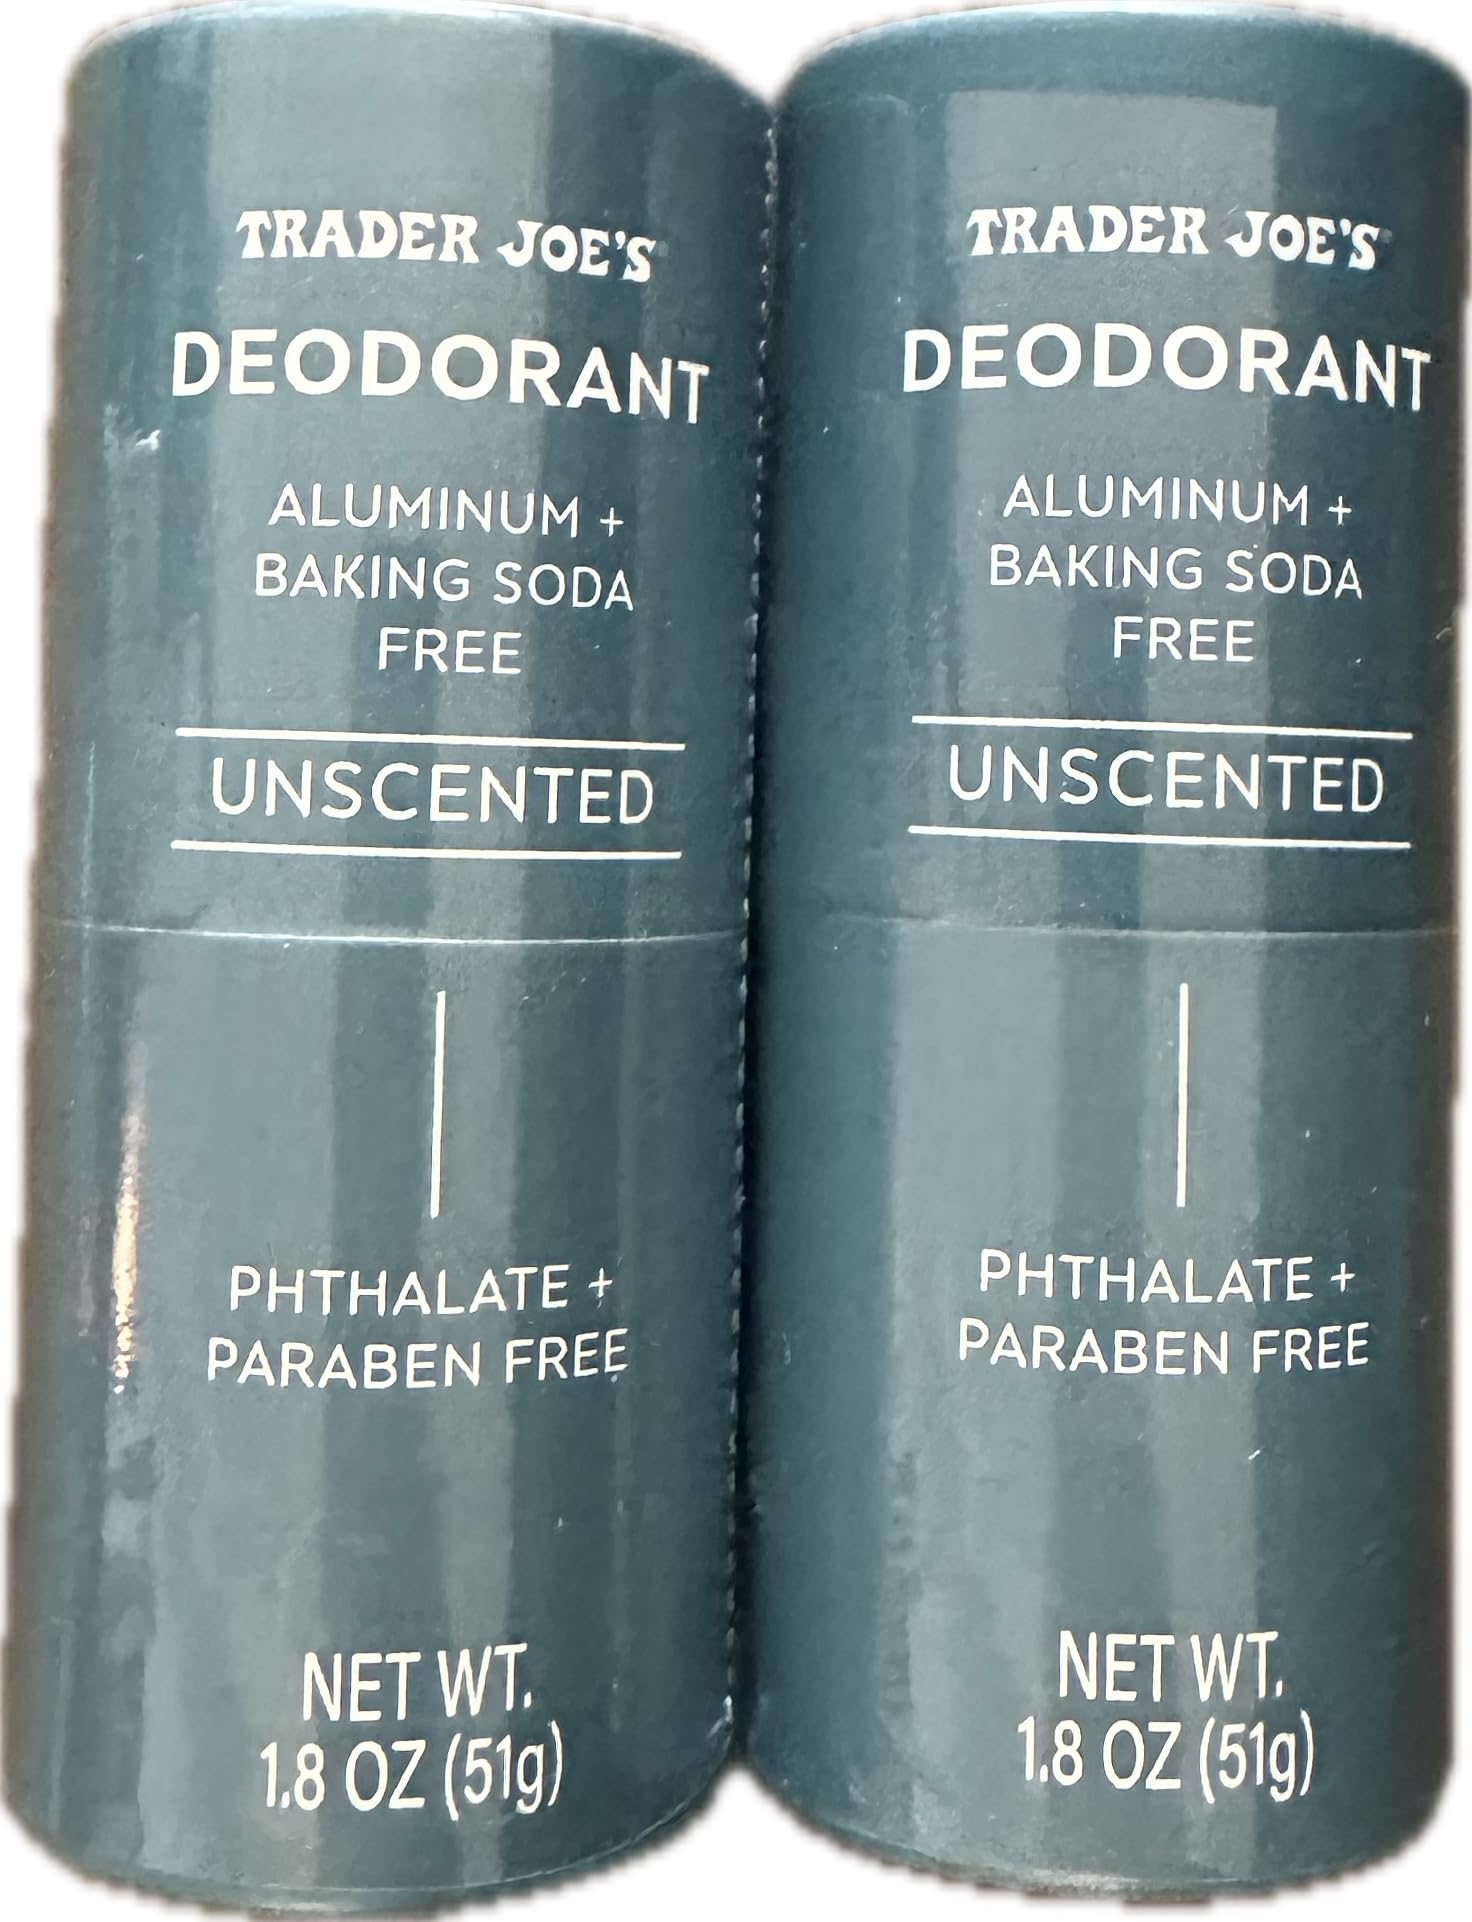 TRADER JOE'S
DEODORANT
ALUMINUM +
BAKING SODA
FREE
UNSCENTED
PHTHALATE +
PARABEN FREE
NET WT.
1.8 OZ (51g)
TRADER JOE'S
DEODORANT
ALUMINUM +
BAKING SODA
FREE
UNSCENTED
PHTHALATE +
PARABEN FREE
NET WT.
1.8 OZ (51g)